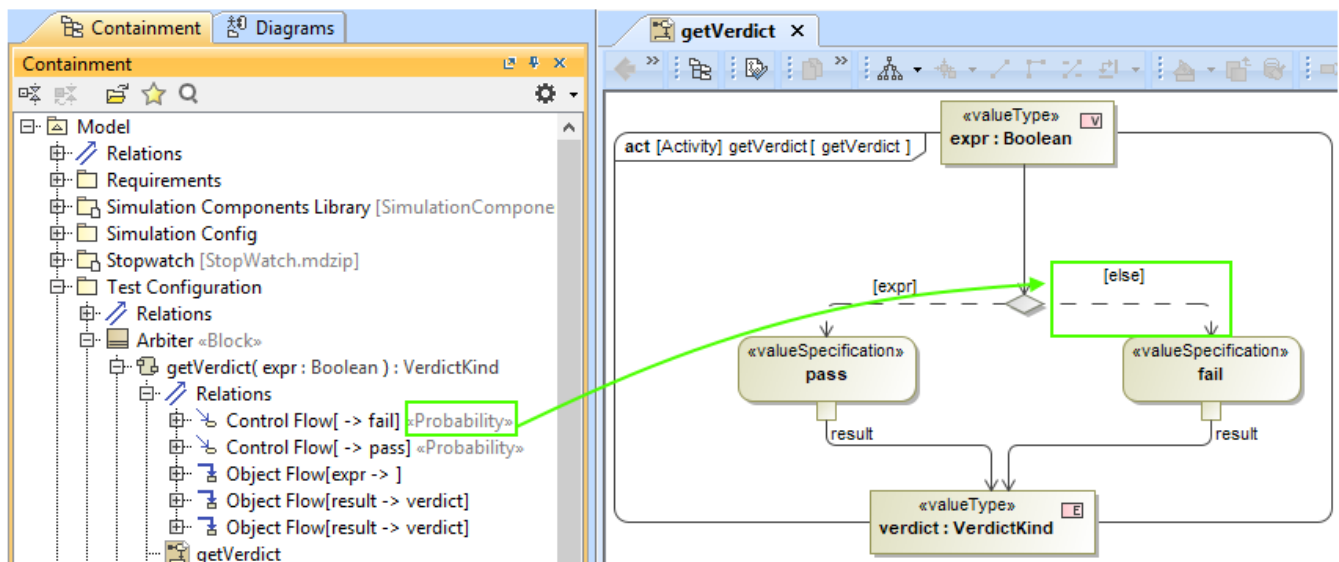 Containment
Diagrams
Containment
Model
Relations
Requirements
Simulation Components Library [SimulationCompone
Simulation Config
Stopwatch [StopWatch.mdzip]
Test Configuration
Relations
Arbiter «Block»
getVerdict( expr : Boolean ) : VerdictKind
Relations
Control Flow[ -> fail] «Probability»
Control Flow[ -> pass] «Probability»
Object Flow[expr -> ]
Object Flow[result -> verdict]
Object Flow[result -> verdict]
getVerdict
getVerdict
act [Activity] getVerdict[ getVerdict ]
«valueType»
V
expr : Boolean
[expr]
[else]
«valueSpecification»
pass
«valueSpecification»
fail
result
result
«valueType»
E
verdict : VerdictKind